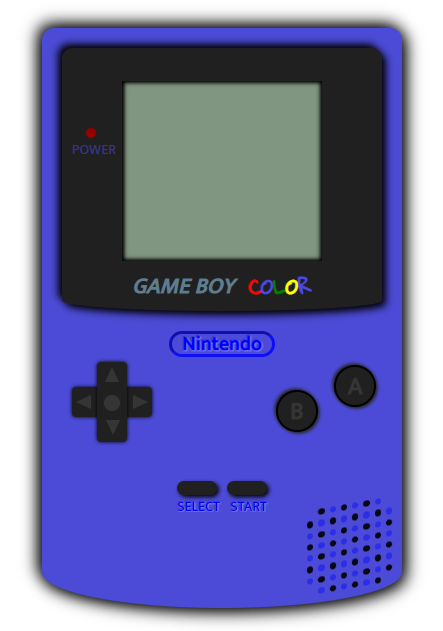 POWER
GAME BOY COLOR
Nintendo
A
B
SELECT START